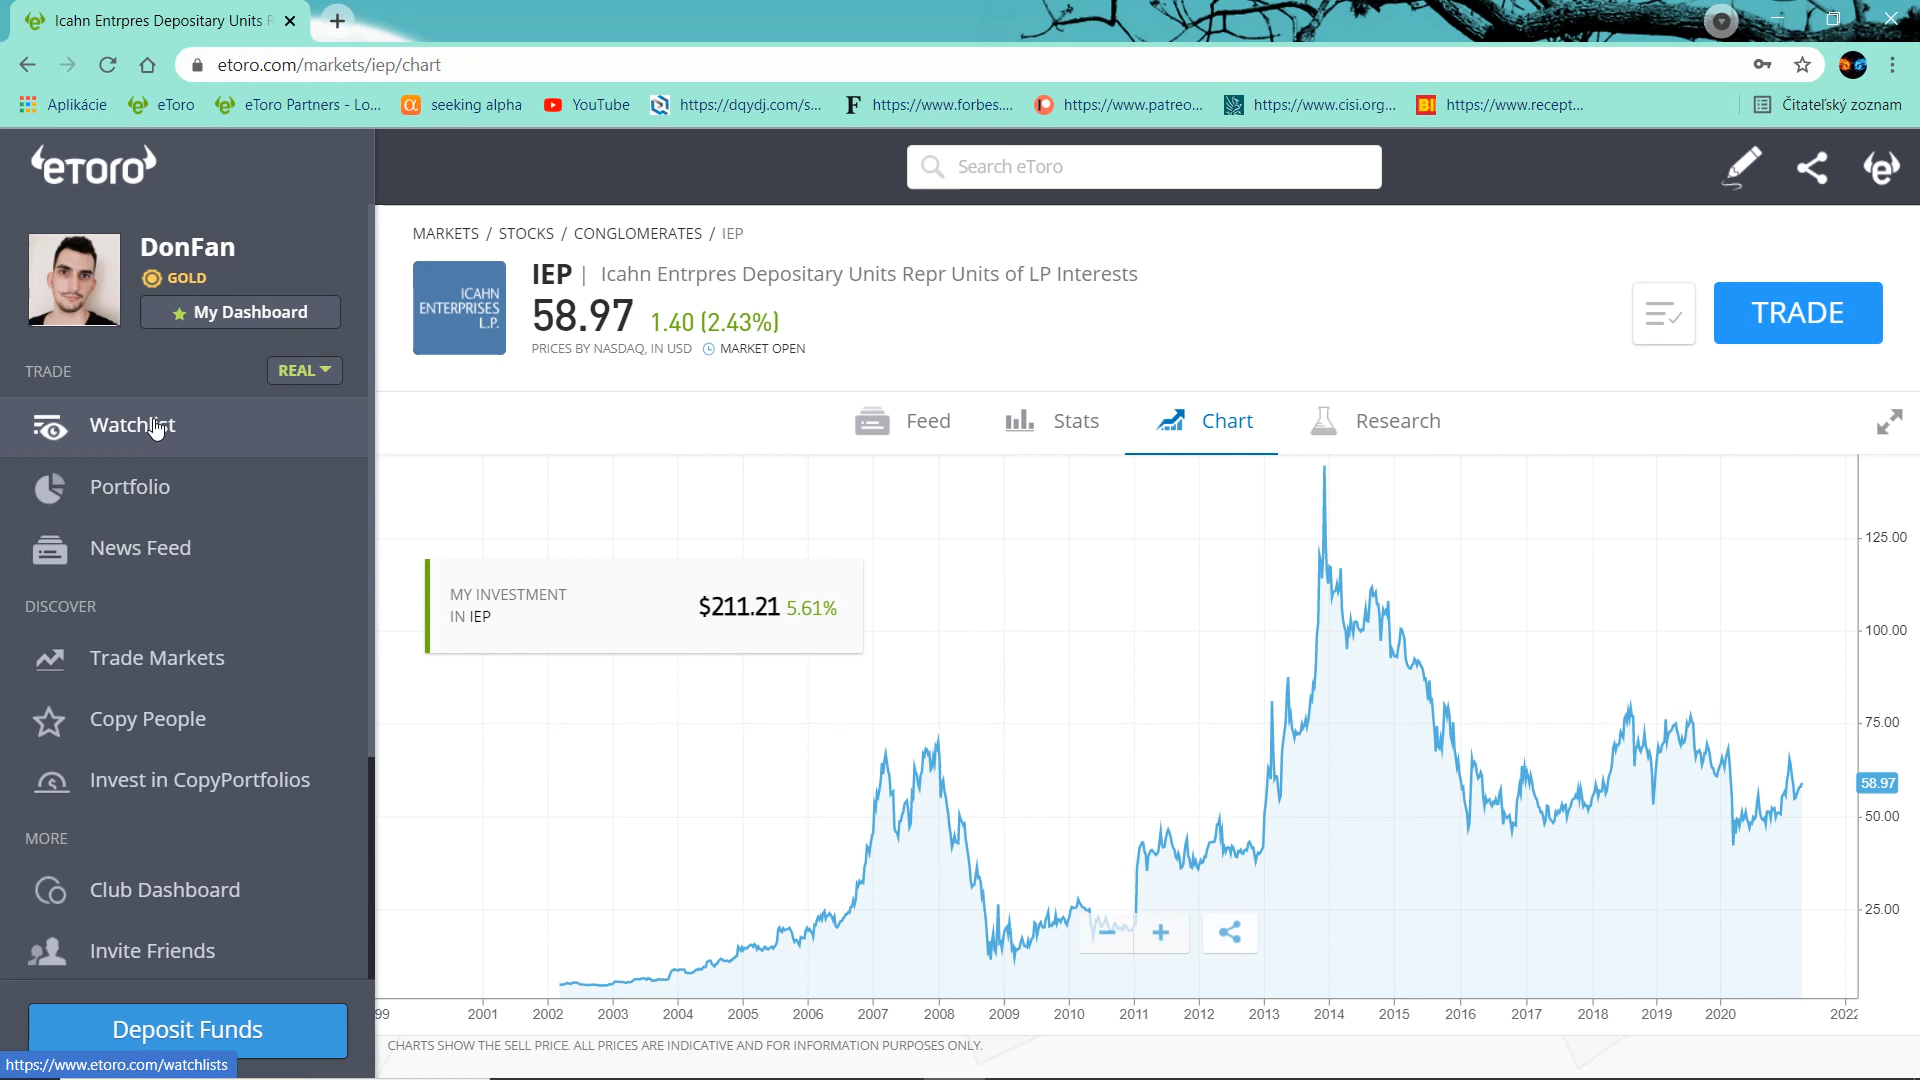 Icahn Entrpres Depositary Units R
etoro.com/markets/iep/chart
Aplikácie
eToro
eToro Partners - Lo...
seeking alpha
YouTube
https://dqydj.com/s...
https://www.forbes....
https://www.patreo...
https://www.cisi.org...
https://www.recept...
Čitateľský zoznam
eTORO
Search eToro
DonFan
GOLD
My Dashboard
TRADE
REAL
Watchlist
Portfolio
News Feed
DISCOVER
Trade Markets
Copy People
Invest in CopyPortfolios
MORE
Club Dashboard
Invite Friends
Deposit Funds
https://www.etoro.com/watchlists
MARKETS / STOCKS / CONGLOMERATES / IEP
ICAHN
ENTERPRISES
L.P.
IEP | Icahn Entrpres Depositary Units Repr Units of LP Interests
58.97 1.40 (2.43%)
PRICES BY NASDAQ, IN USD MARKET OPEN
TRADE
Feed
Stats
Chart
Research
MY INVESTMENT
IN IEP
$211.21 5.61%
125.00
100.00
75.00
58.97
50.00
25.00
99 2001 2002 2003 2004 2005 2006 2007 2008 2009 2010 2011 2012 2013 2014 2015 2016 2017 2018 2019 2020 2022
CHARTS SHOW THE SELL PRICE. ALL PRICES ARE INDICATIVE AND FOR INFORMATION PURPOSES ONLY.